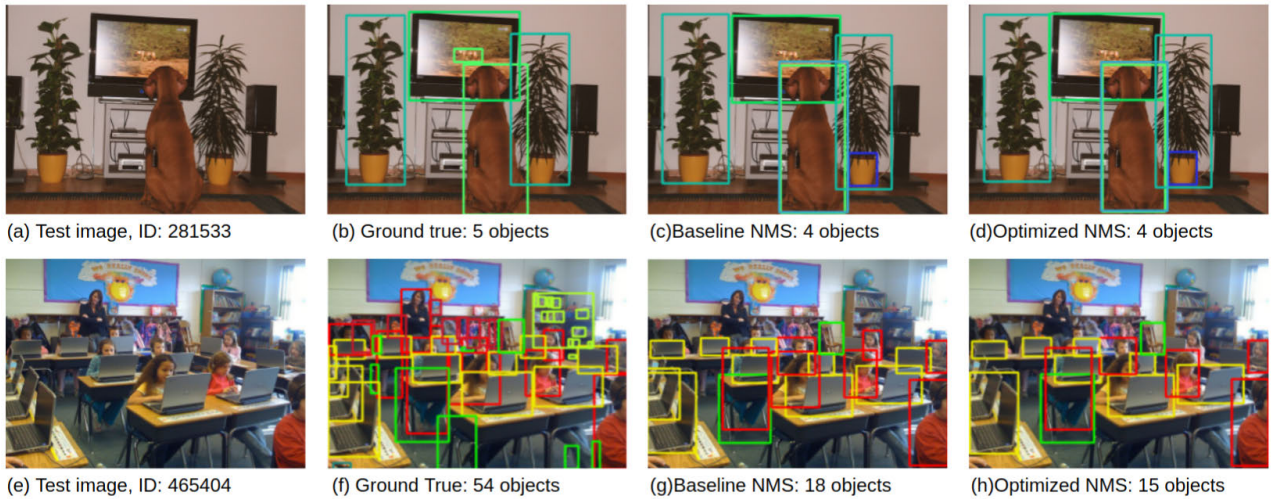 (a) Test image, ID: 281533
(b) Ground true: 5 objects
(c)Baseline NMS: 4 objects
(d)Optimized NMS: 4 objects
(e) Test image, ID: 465404
(f) Ground True: 54 objects
(g)Baseline NMS: 18 objects
(h)Optimized NMS: 15 objects